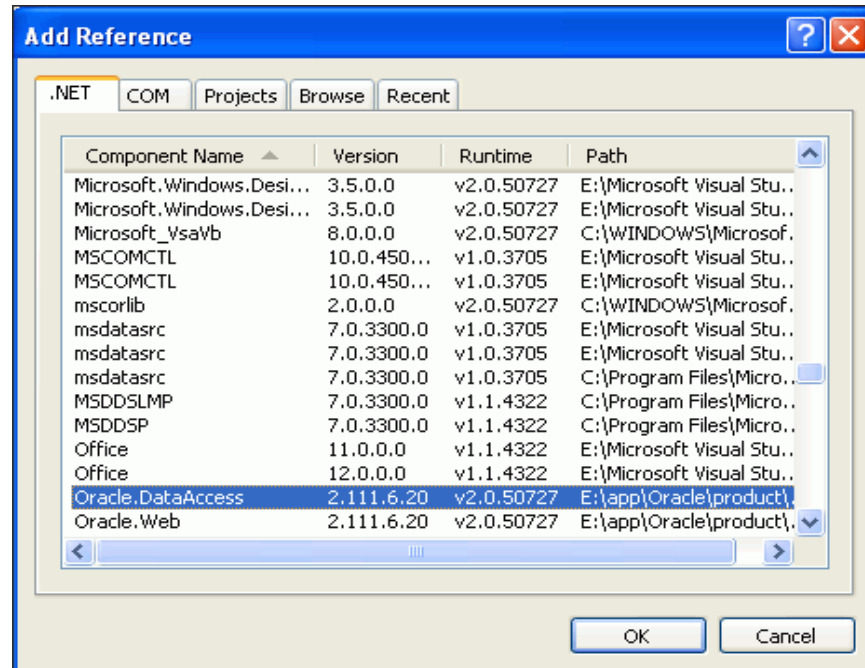 Add Reference
.NET COM Projects Browse Recent
Component Name Version Runtime Path
Microsoft.Windows.Desi... 3.5.0.0 v2.0.50727 E:\Microsoft Visual Stu..
Microsoft.Windows.Desi... 3.5.0.0 v2.0.50727 E:\Microsoft Visual Stu..
Microsoft_VsaVb 8.0.0.0 v2.0.50727 C:\WINDOWS\Microsof.
MSCOMCTL 10.0.450... v1.0.3705 E:\Microsoft Visual Stu..
MSCOMCTL 10.0.450... v1.0.3705 E:\Microsoft Visual Stu..
mscorlib 2.0.0.0 v2.0.50727 C:\WINDOWS\Microsof.
msdatasrc 7.0.3300.0 v1.0.3705 E:\Microsoft Visual Stu..
msdatasrc 7.0.3300.0 v1.0.3705 E:\Microsoft Visual Stu..
msdatasrc 7.0.3300.0 v1.0.3705 C:\Program Files\Micro..
MSDDSLMP 7.0.3300.0 v1.1.4322 C:\Program Files\Micro..
MSDDSP 7.0.3300.0 v1.1.4322 C:\Program Files\Micro..
Office 11.0.0.0 v1.1.4322 E:\Microsoft Visual Stu..
Office 12.0.0.0 v1.1.4322 E:\Microsoft Visual Stu..
Oracle.DataAccess 2.111.6.20 v2.0.50727 E:\app\Oracle\product\.
Oracle.Web 2.111.6.20 v2.0.50727 E:\app\Oracle\product\.
OK Cancel